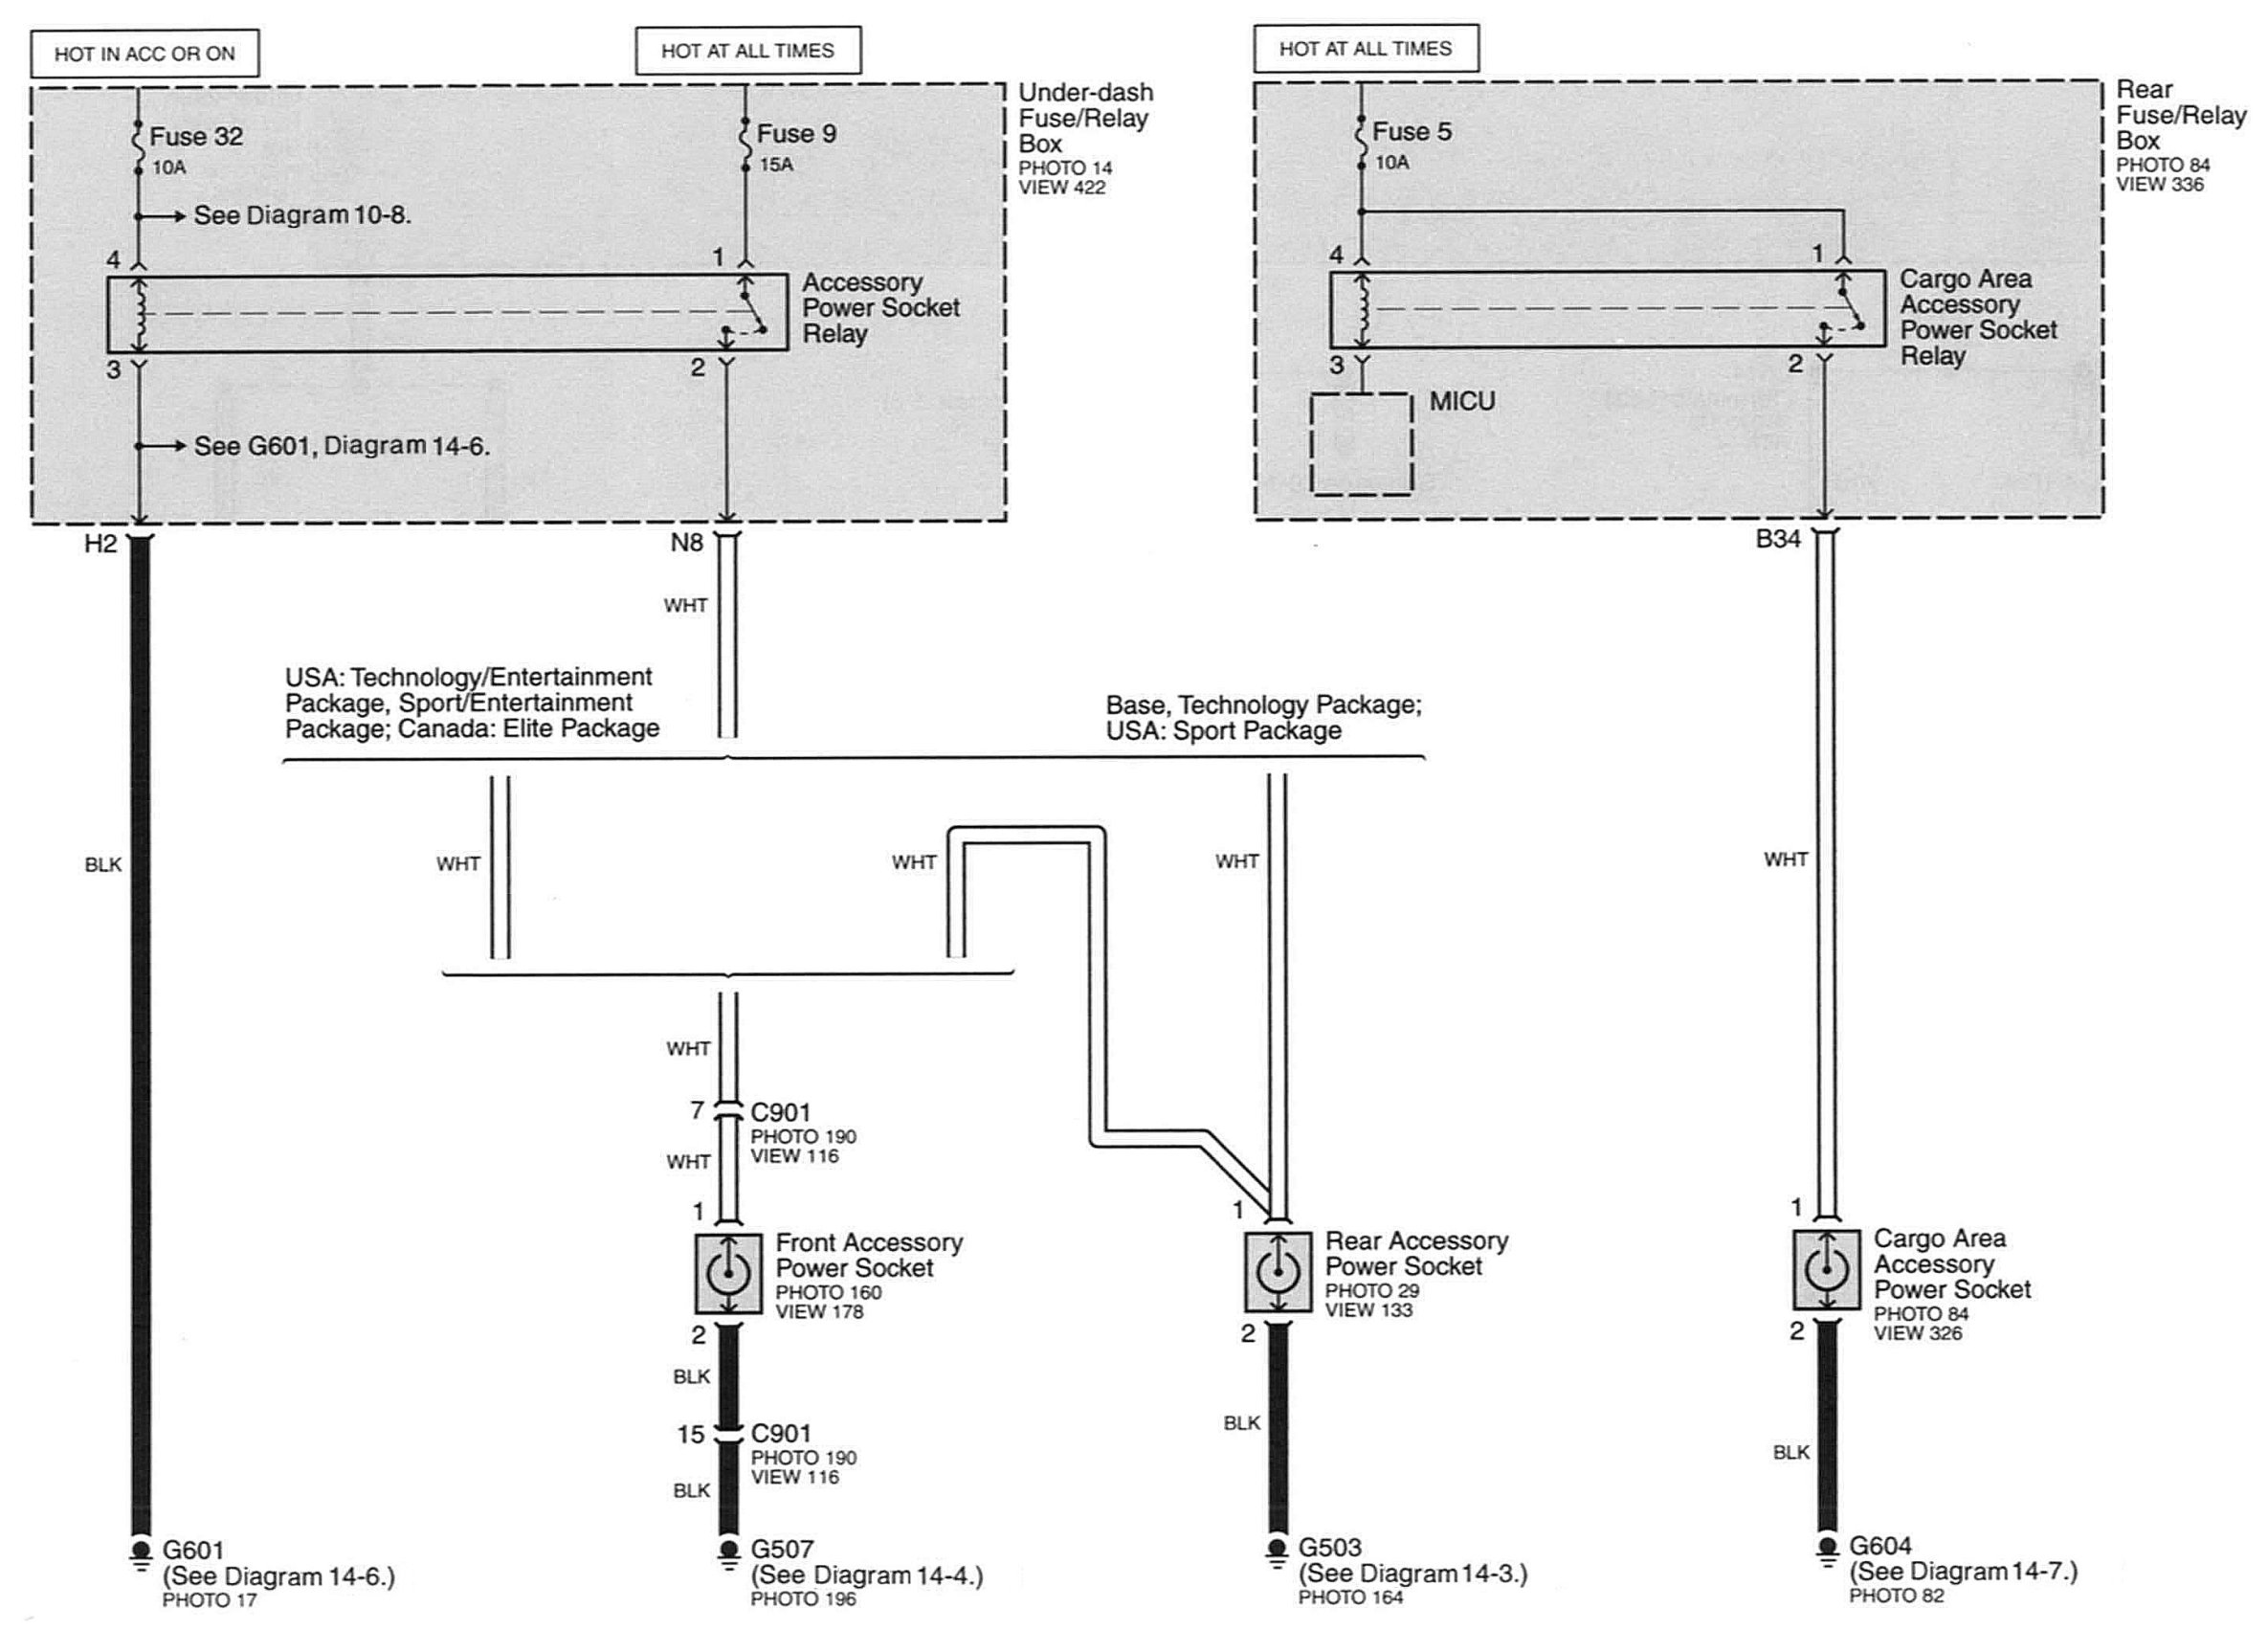 HOT IN ACC OR ON
HOT AT ALL TIMES
HOT AT ALL TIMES
Fuse 32
10A
See Diagram 10-8.
Fuse 9
15A
Under-dash
Fuse/Relay
Box
PHOTO 14
VIEW 422
4
1
Accessory
Power Socket
Relay
3
2
See G601, Diagram 14-6.
Fuse 5
10A
Rear
Fuse/Relay
Box
PHOTO 84
VIEW 336
4
1
Cargo Area
Accessory
Power Socket
Relay
3
2
MICU
H2
N8
B34
WHT
USA: Technology/Entertainment
Package, Sport/Entertainment
Package; Canada: Elite Package
Base, Technology Package;
USA: Sport Package
BLK
WHT
WHT
WHT
WHT
WHT
7
C901
PHOTO 190
VIEW 116
WHT
1
Front Accessory
Power Socket
PHOTO 160
VIEW 178
2
BLK
15
C901
PHOTO 190
VIEW 116
BLK
1
Rear Accessory
Power Socket
PHOTO 29
VIEW 133
2
BLK
1
Cargo Area
Accessory
Power Socket
PHOTO 84
VIEW 326
2
BLK
G601
(See Diagram 14-6.)
PHOTO 17
G507
(See Diagram 14-4.)
PHOTO 196
G503
(See Diagram 14-3.)
PHOTO 164
G604
(See Diagram 14-7.)
PHOTO 82